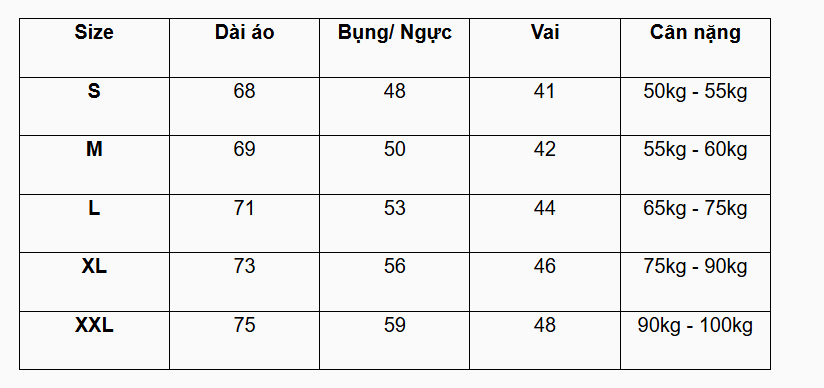 Size Dài áo Bụng/ Ngực Vai Cân nặng
S 68 48 41 50kg - 55kg
M 69 50 42 55kg - 60kg
L 71 53 44 65kg - 75kg
XL 73 56 46 75kg - 90kg
XXL 75 59 48 90kg - 100kg